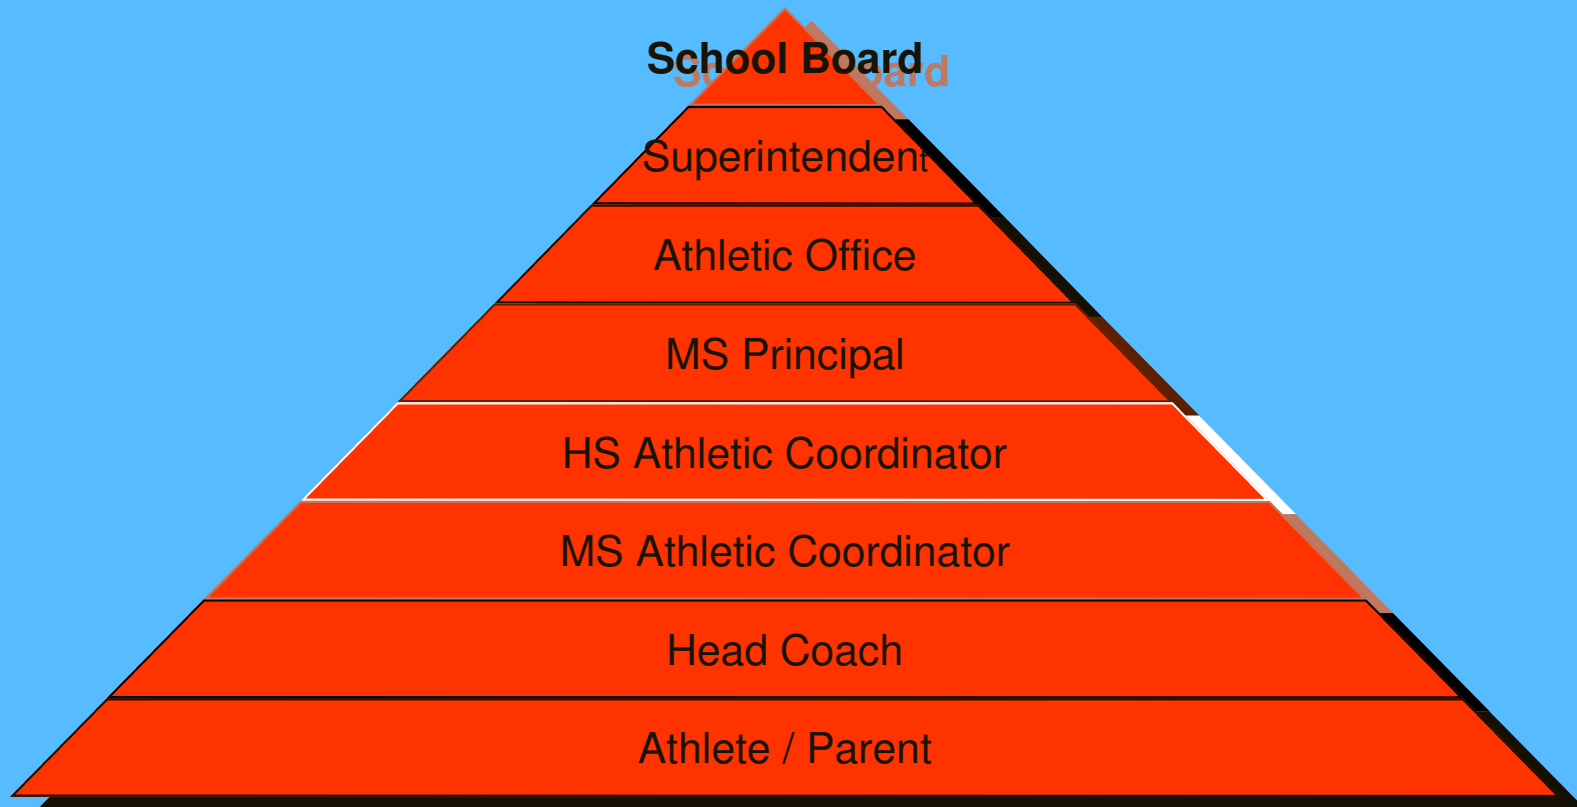 School Board
Superintendent
Athletic Office
MS Principal
HS Athletic Coordinator
MS Athletic Coordinator
Head Coach
Athlete / Parent